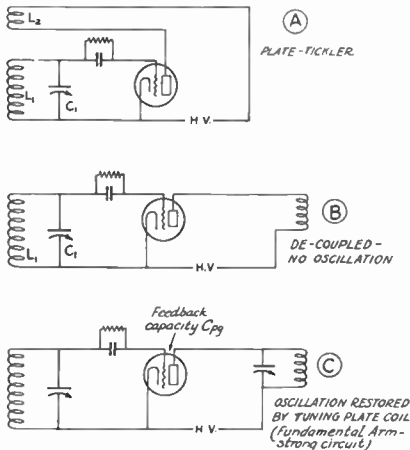 L₂
A
PLATE-TICKLER
L₁
C₁
H.V.
B
DE-COUPLED -
NO OSCILLATION
L₁
C₁
H.V
Feedback
capacity Cpg
C
OSCILLATION RESTORED
BY TUNING PLATE COIL
(Fundamental Arm-
strong circuit)
H.V.